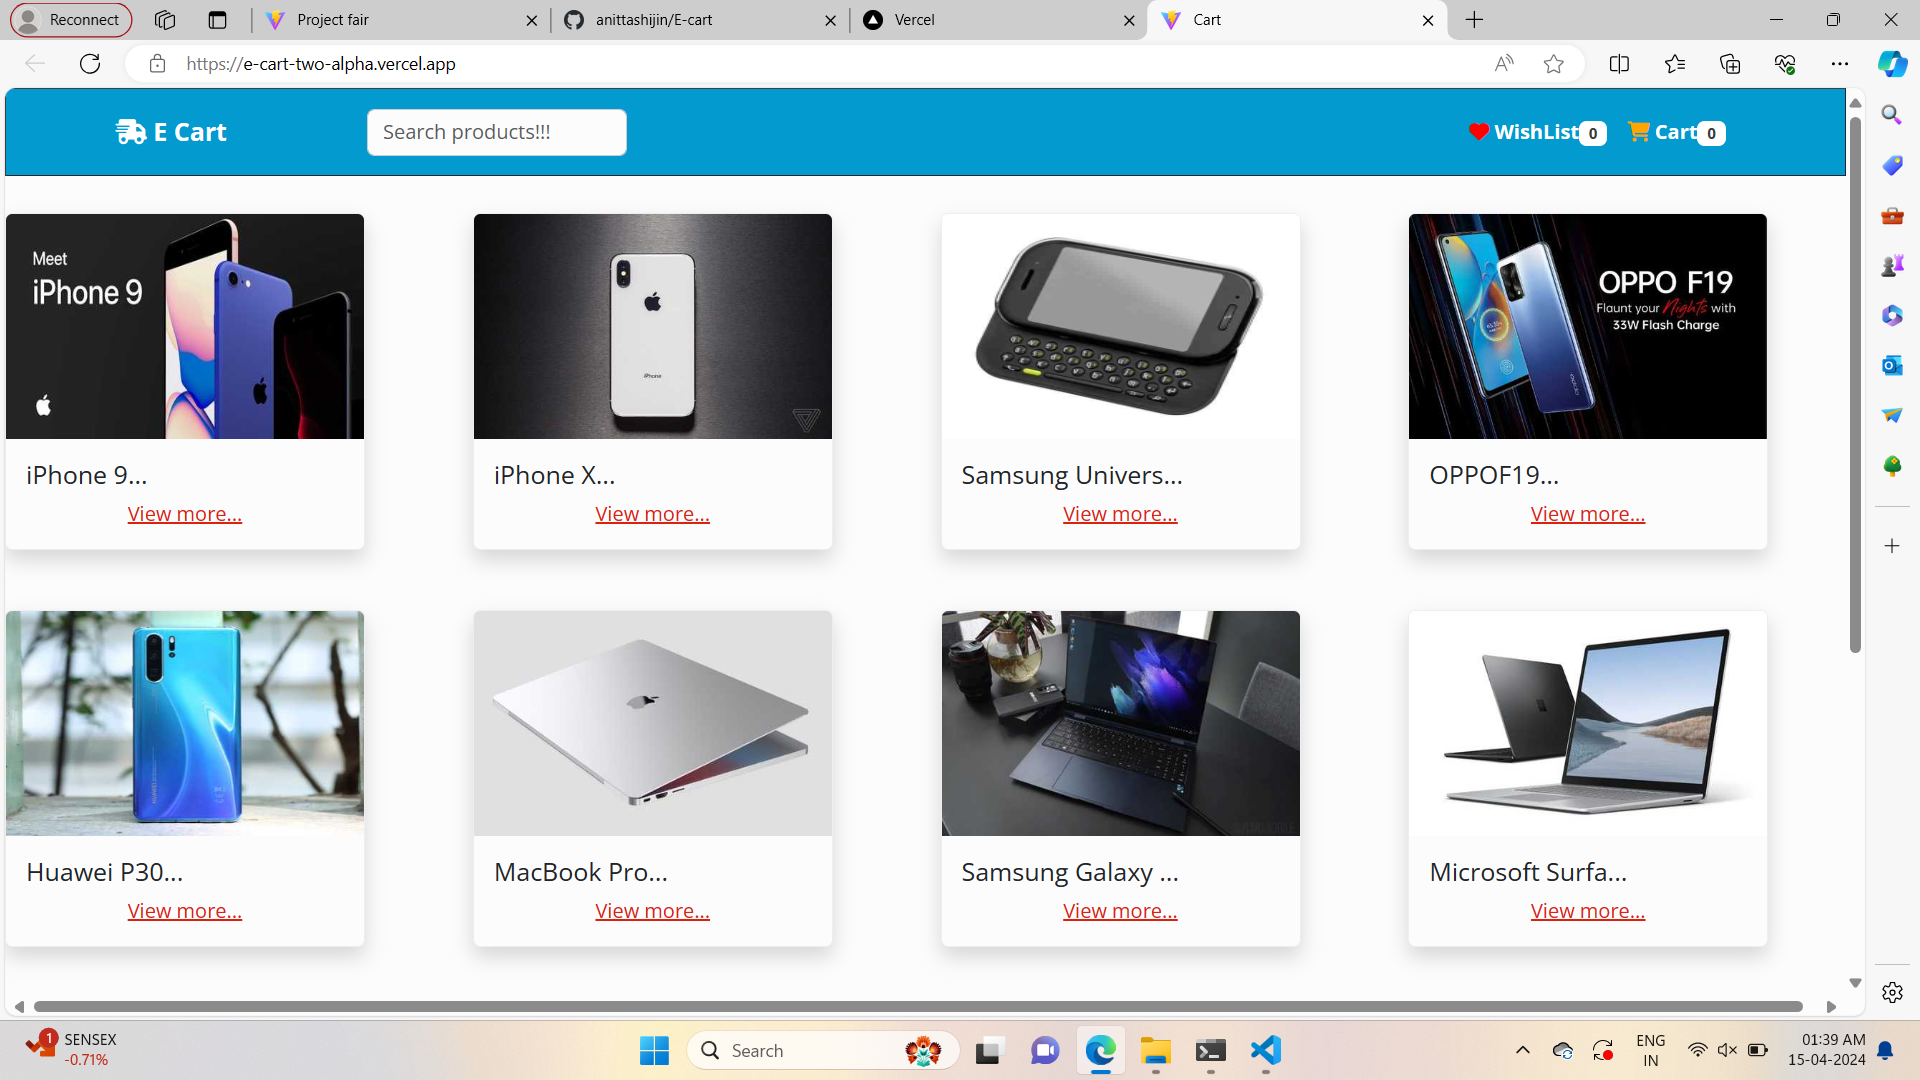 Reconnect
Project fair
anittashijin/E-cart
Vercel
Cart
https://e-cart-two-alpha.vercel.app
E Cart
Search products!!!
WishList 0
Cart 0
Meet
iPhone 9
iPhone
OPPO F19
Flaunt your Nights with
33W Flash Charge
iPhone 9...
iPhone X...
Samsung Univers...
OPPOF19...
View more...
View more...
View more...
View more...
Huawei P30...
MacBook Pro...
Samsung Galaxy ...
Microsoft Surfa...
View more...
View more...
View more...
View more...
1
SENSEX
-0.71%
Search
ENG
IN
01:39 AM
15-04-2024